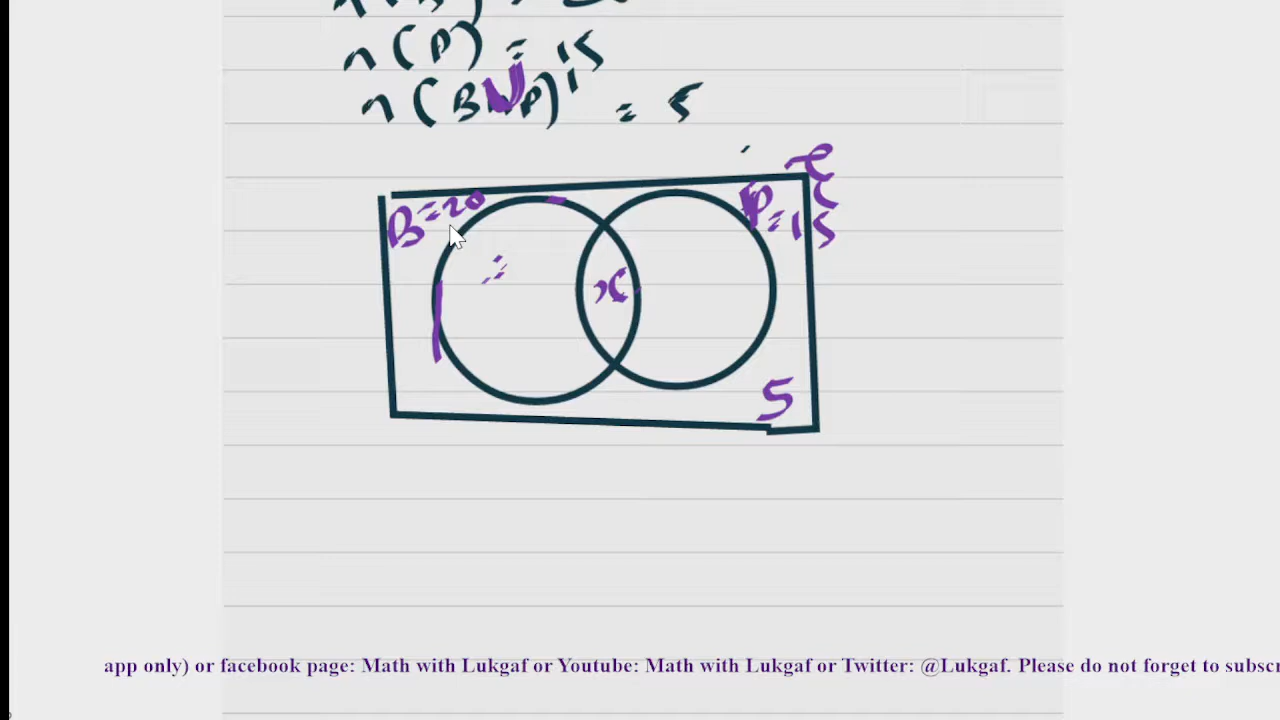 n(P) = 15
n(B∪P)' = 5
B=20
P=15
x
5
app only) or facebook page: Math with Lukgaf or Youtube: Math with Lukgaf or Twitter: @Lukgaf. Please do not forget to subscr